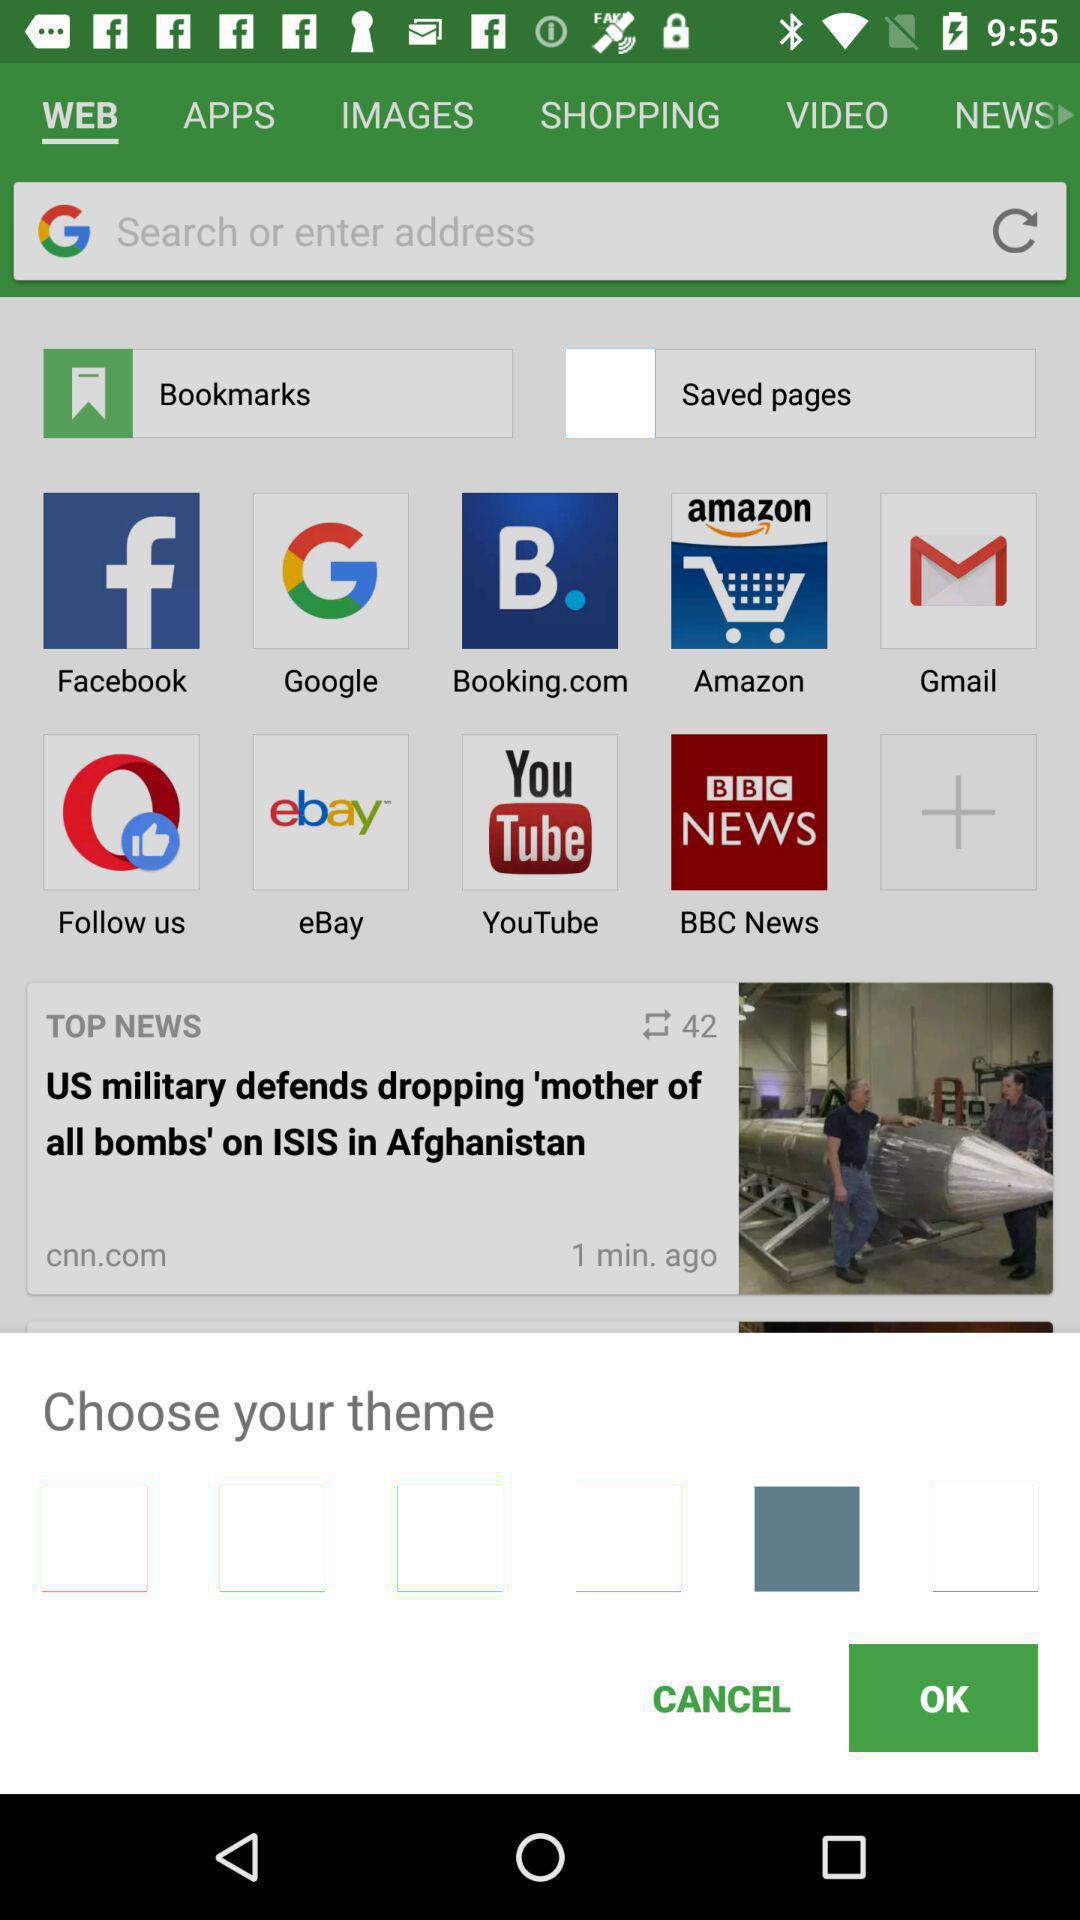 FAKE
9:55
WEB APPS IMAGES SHOPPING VIDEO NEWS
Search or enter address
Bookmarks Saved pages
B. amazon
Facebook Google Booking.com Amazon Gmail
ebay You Tube BBC NEWS
Follow us eBay YouTube BBC News
TOP NEWS 42
US military defends dropping 'mother of
all bombs' on ISIS in Afghanistan
cnn.com 1 min. ago
Choose your theme
CANCEL OK